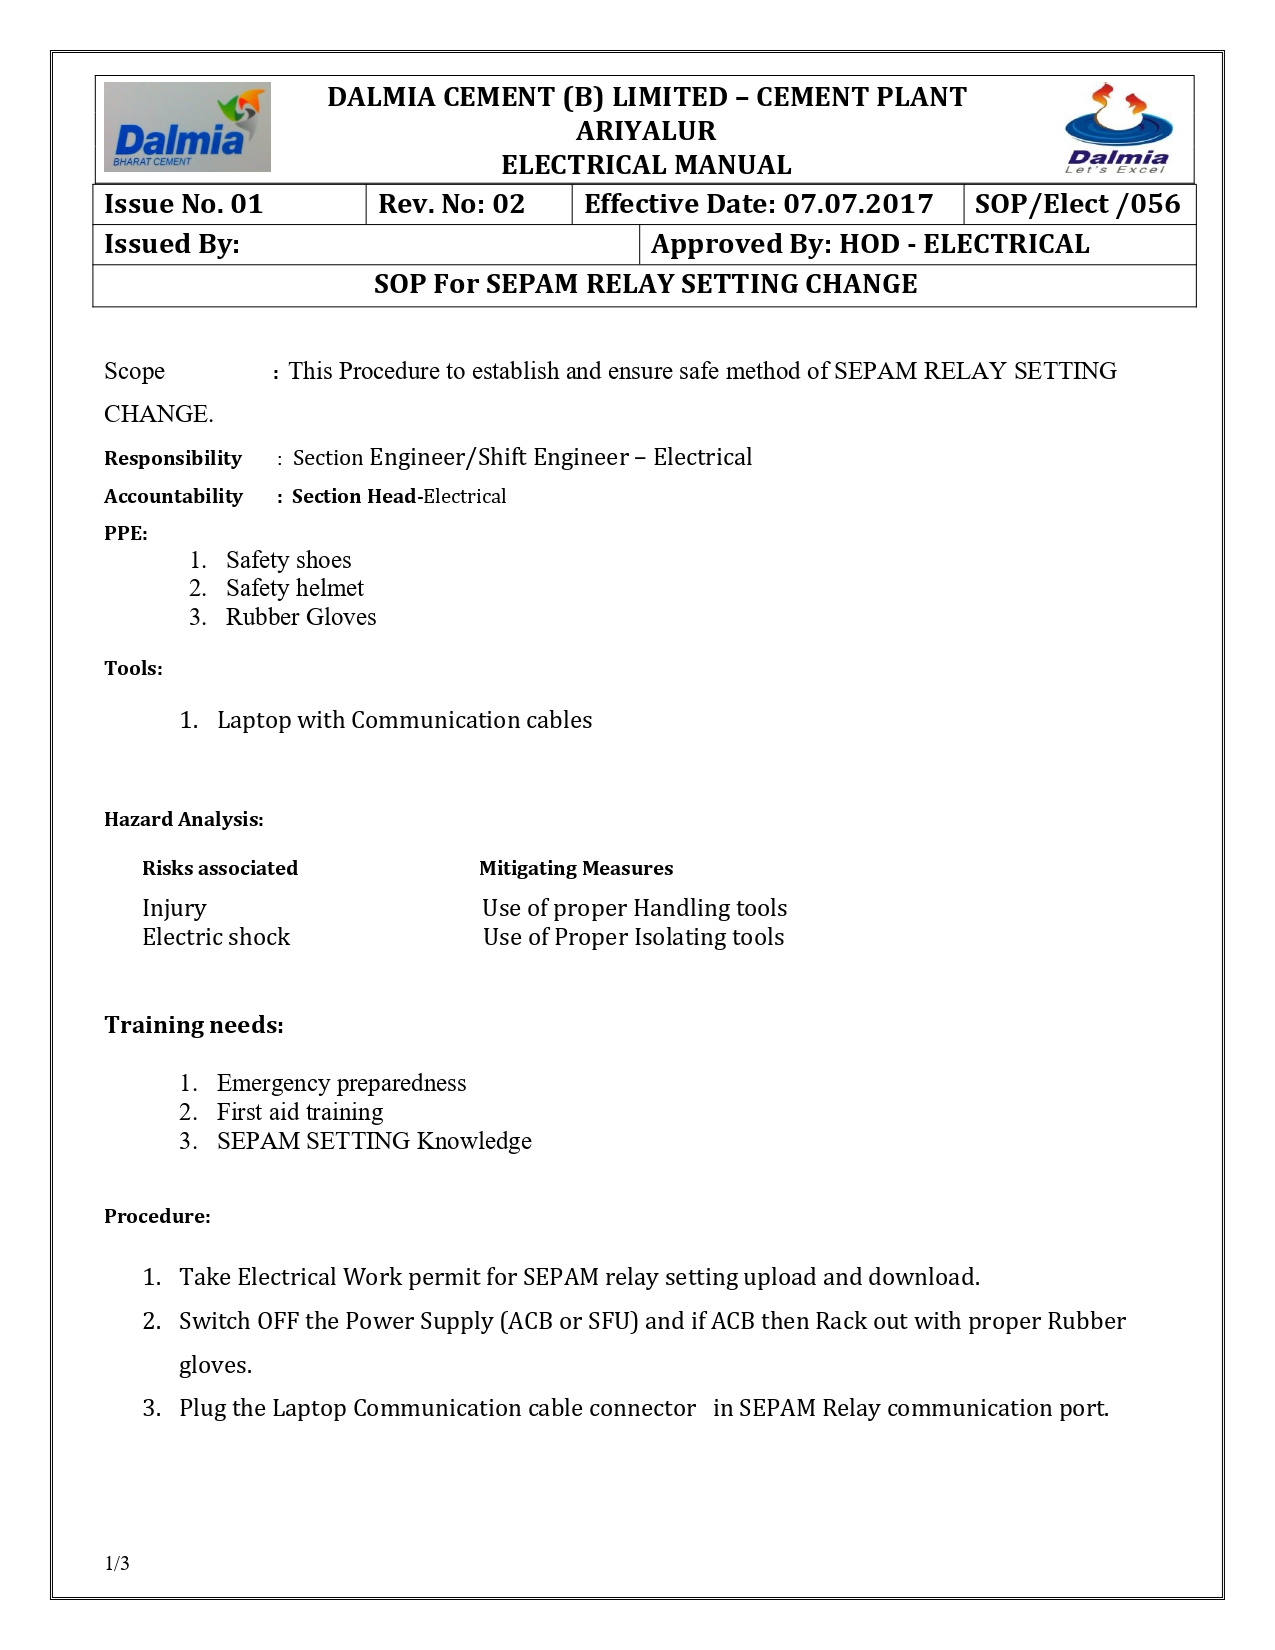 Dalmia
BHARAT CEMENT
DALMIA CEMENT (B) LIMITED – CEMENT PLANT
ARIYALUR
ELECTRICAL MANUAL
Dalmia
Let's Excel
Issue No. 01 Rev. No: 02 Effective Date: 07.07.2017 SOP/Elect /056
Issued By: Approved By: HOD - ELECTRICAL
SOP For SEPAM RELAY SETTING CHANGE
Scope : This Procedure to establish and ensure safe method of SEPAM RELAY SETTING
CHANGE.
Responsibility : Section Engineer/Shift Engineer – Electrical
Accountability : Section Head-Electrical
PPE:
1. Safety shoes
2. Safety helmet
3. Rubber Gloves
Tools:
1. Laptop with Communication cables
Hazard Analysis:
Risks associated Mitigating Measures
Injury Use of proper Handling tools
Electric shock Use of Proper Isolating tools
Training needs:
1. Emergency preparedness
2. First aid training
3. SEPAM SETTING Knowledge
Procedure:
1. Take Electrical Work permit for SEPAM relay setting upload and download.
2. Switch OFF the Power Supply (ACB or SFU) and if ACB then Rack out with proper Rubber
gloves.
3. Plug the Laptop Communication cable connector in SEPAM Relay communication port.
1/3